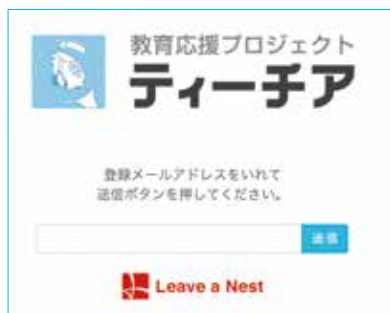 教育応援プロジェクト
ティーチア
登録メールアドレスをいれて
送信ボタンを押してください。
送信
Leave a Nest